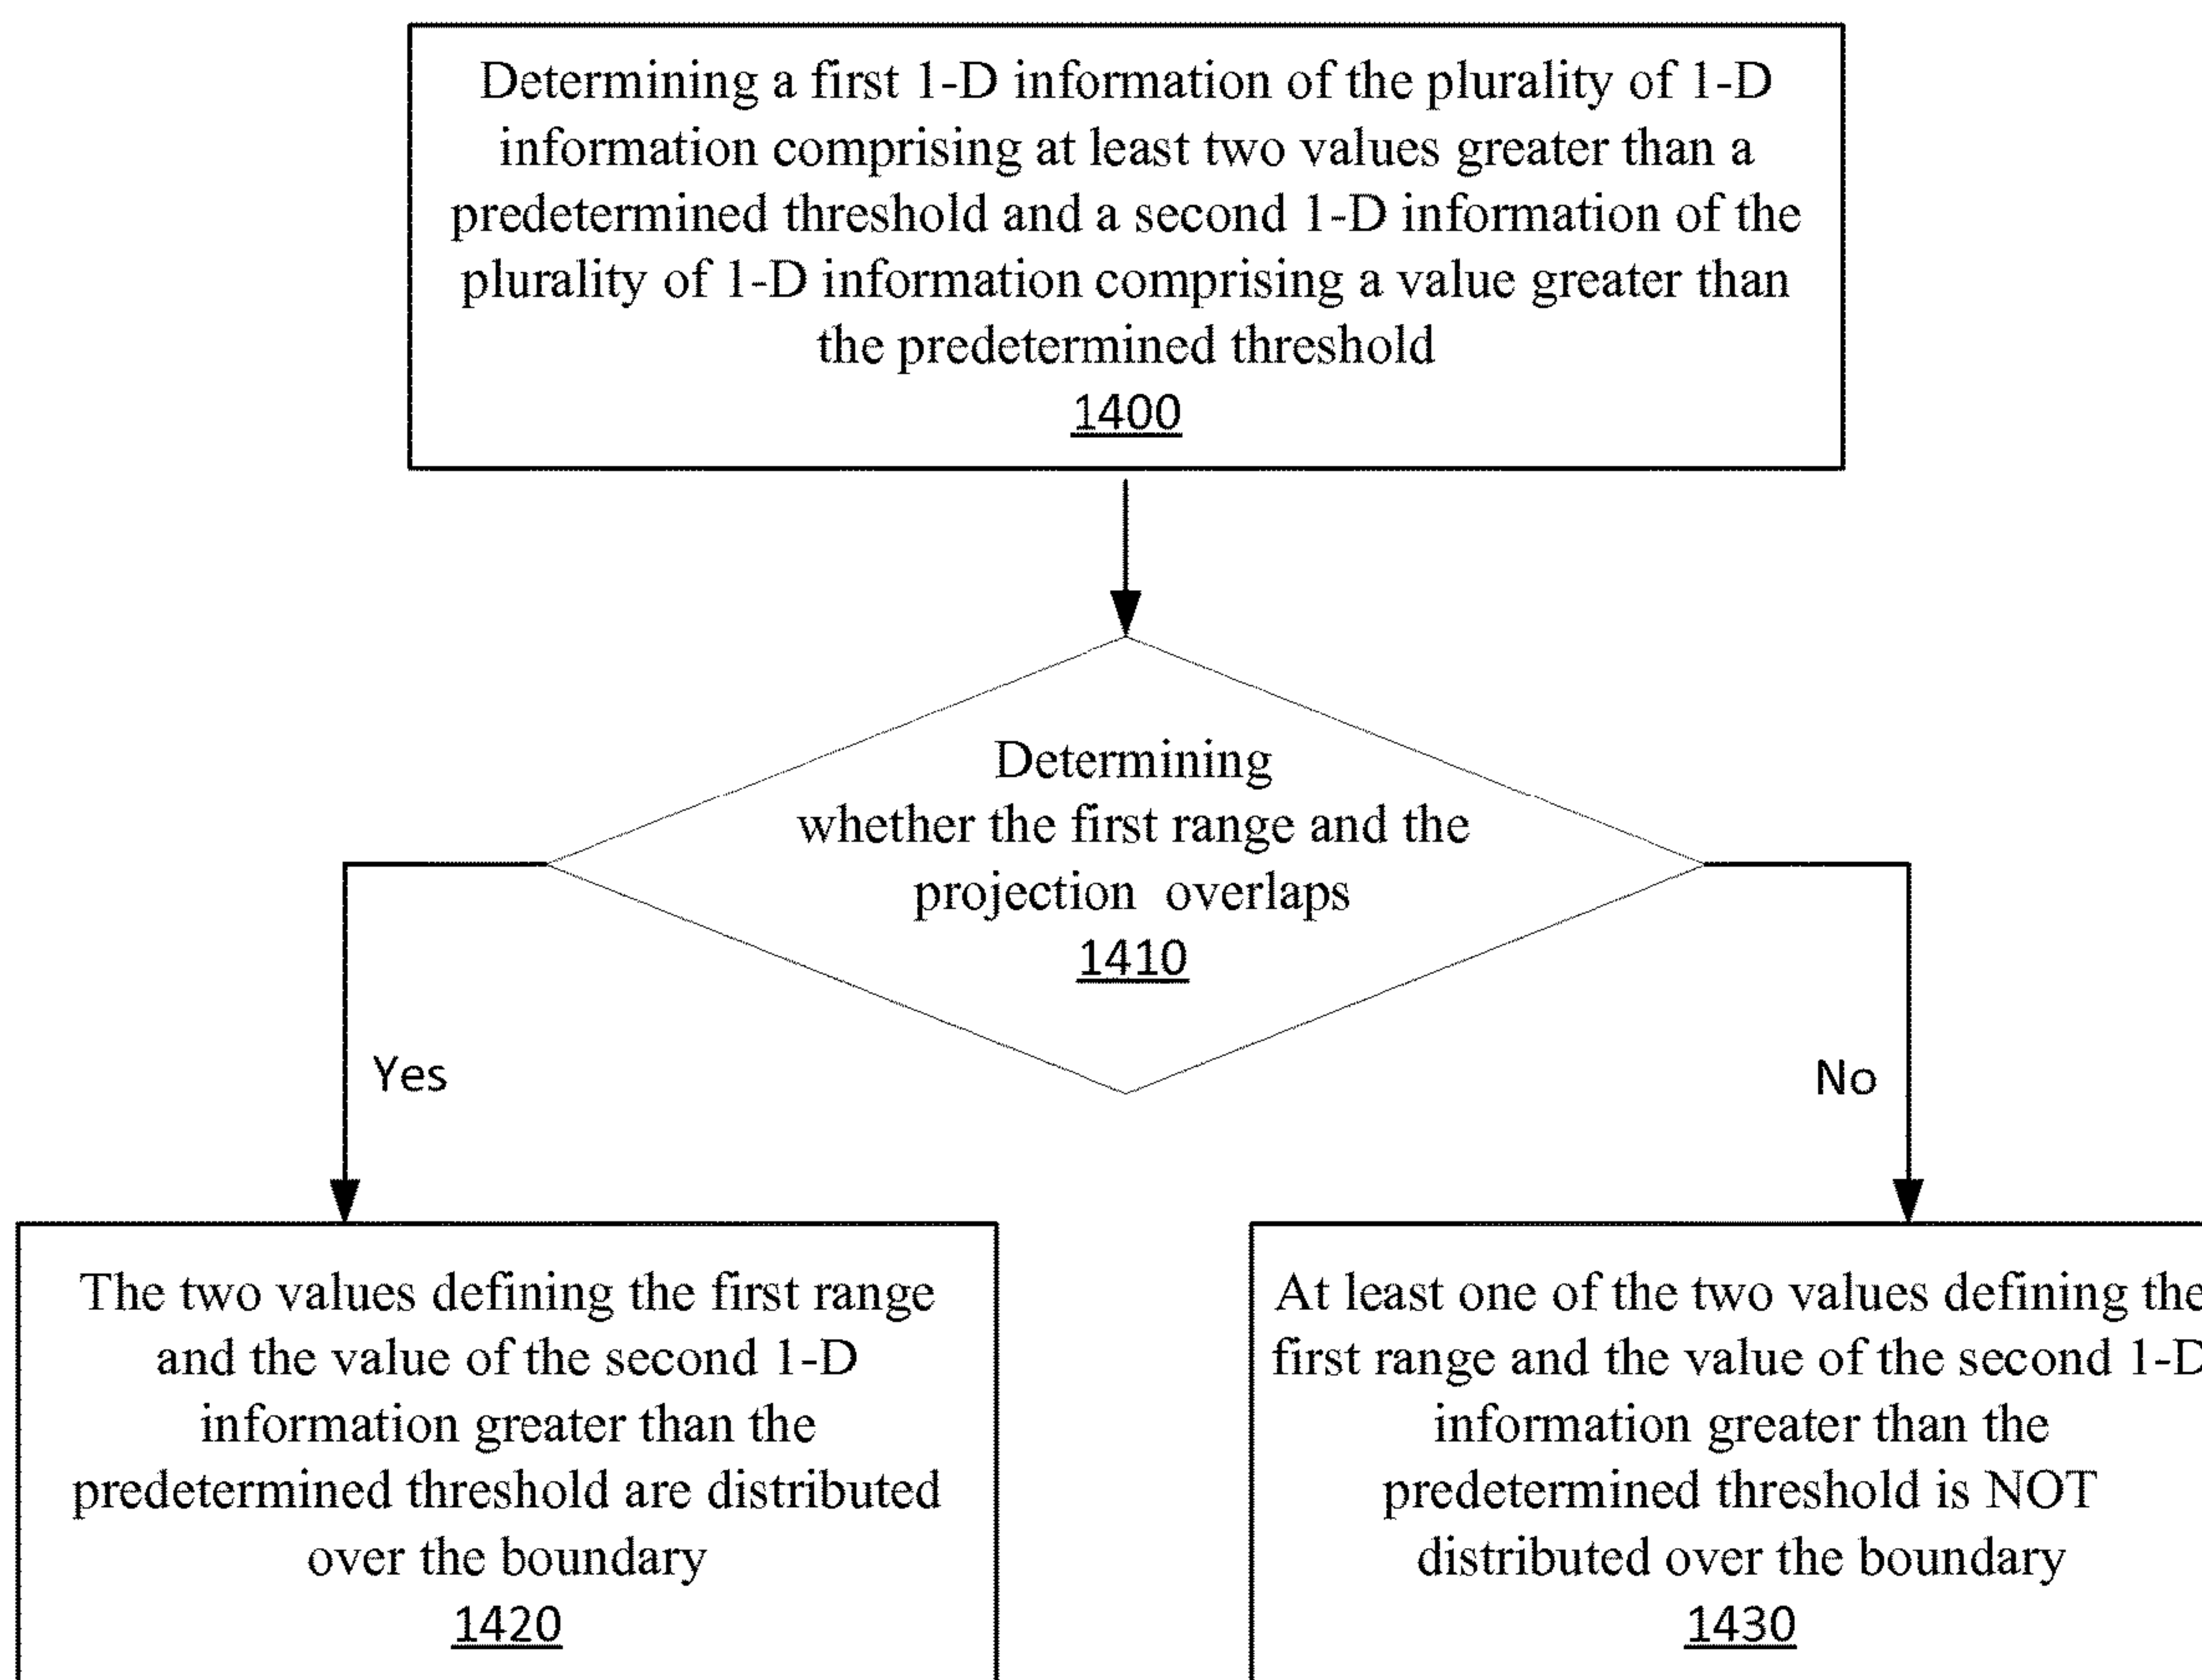 Determining a first 1-D information of the plurality of 1-D
information comprising at least two values greater than a
predetermined threshold and a second 1-D information of the
plurality of 1-D information comprising a value greater than
the predetermined threshold
1400
Determining
whether the first range and the
projection overlaps
1410
Yes
No
The two values defining the first range
and the value of the second 1-D
information greater than the
predetermined threshold are distributed
over the boundary
1420
At least one of the two values defining the
first range and the value of the second 1-D
information greater than the
predetermined threshold is NOT
distributed over the boundary
1430